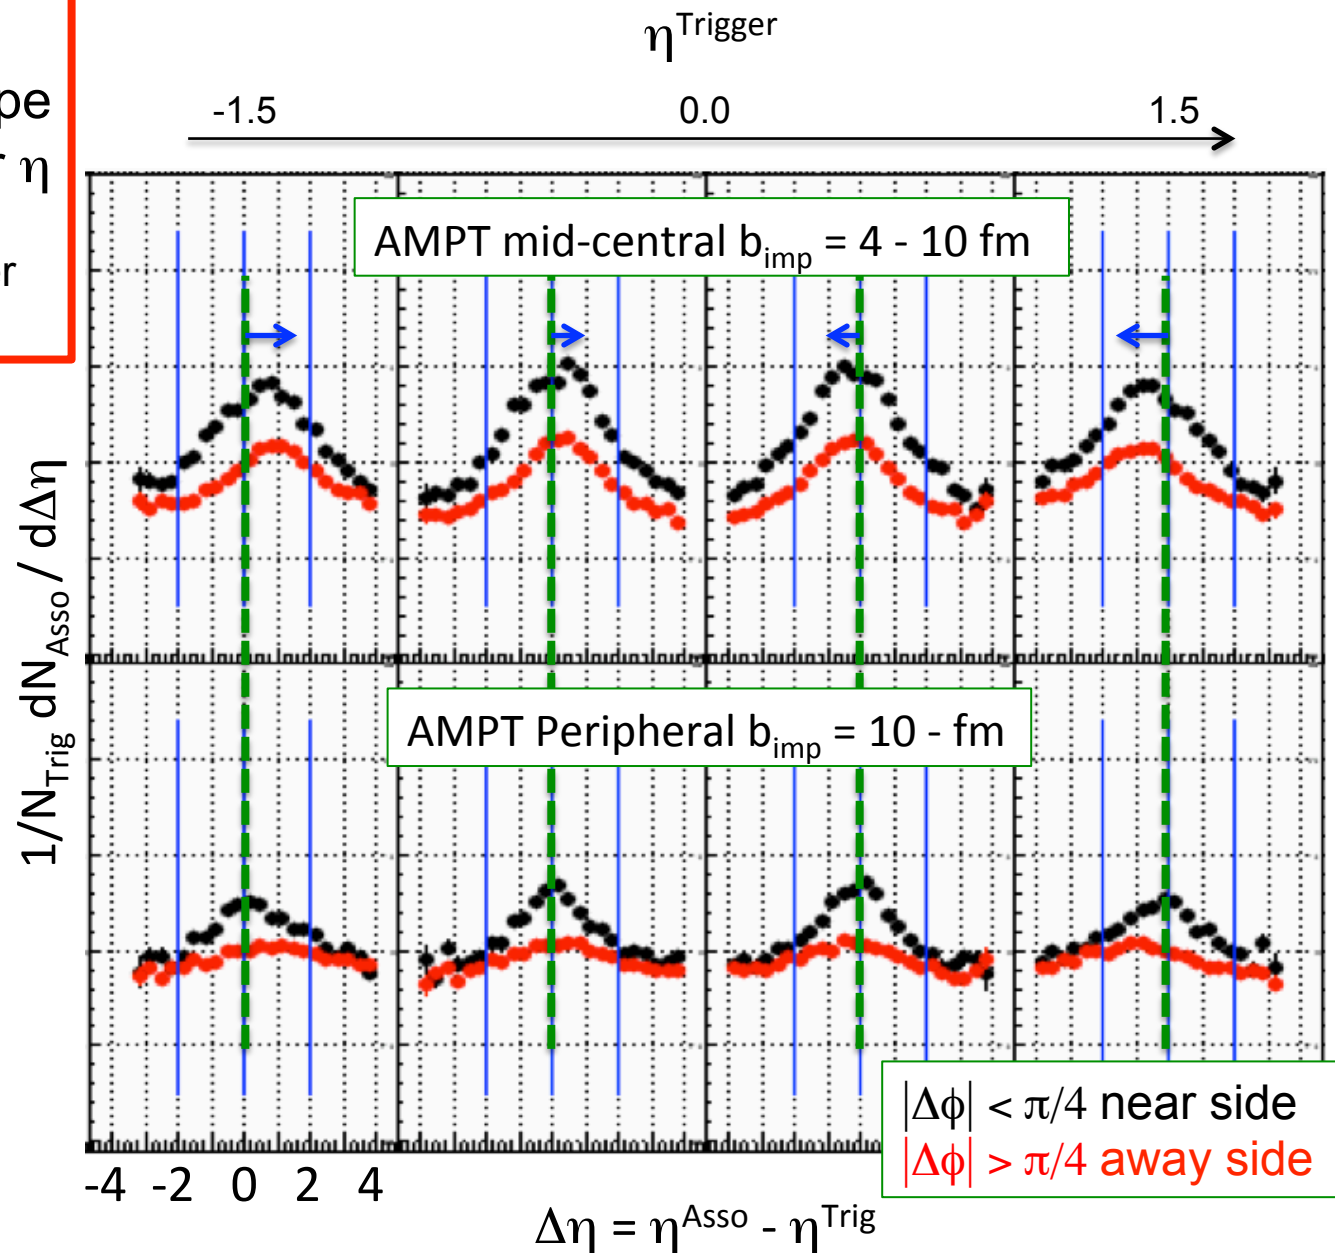 η^Trigger
pe
-1.5 0.0 1.5
η
or
AMPT mid-central b_imp = 4 - 10 fm
1/N_Trig dN_Asso / dΔη
AMPT Peripheral b_imp = 10 - fm
|Δϕ| < π/4 near side
|Δϕ| > π/4 away side
-4 -2 0 2 4
Δη = η^Asso - η^Trig